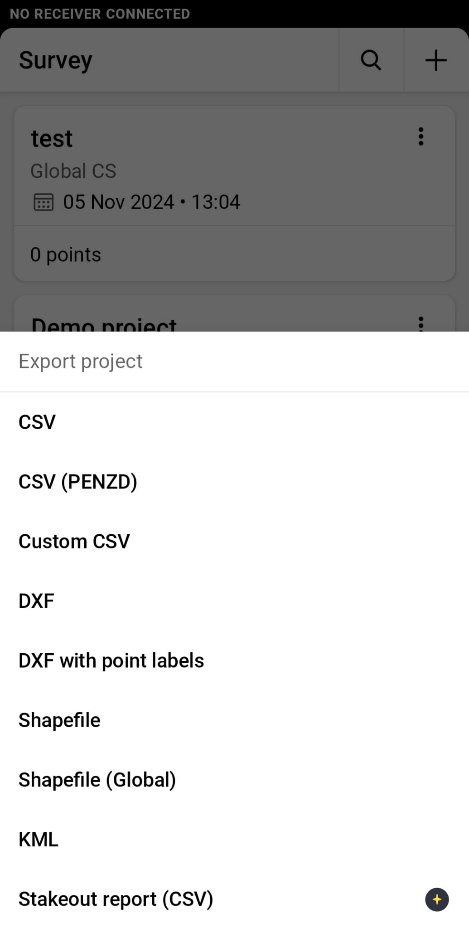 NO RECEIVER CONNECTED
Survey
test
Global CS
05 Nov 2024 • 13:04
0 points
Demo project
Export project
CSV
CSV (PENZD)
Custom CSV
DXF
DXF with point labels
Shapefile
Shapefile (Global)
KML
Stakeout report (CSV)